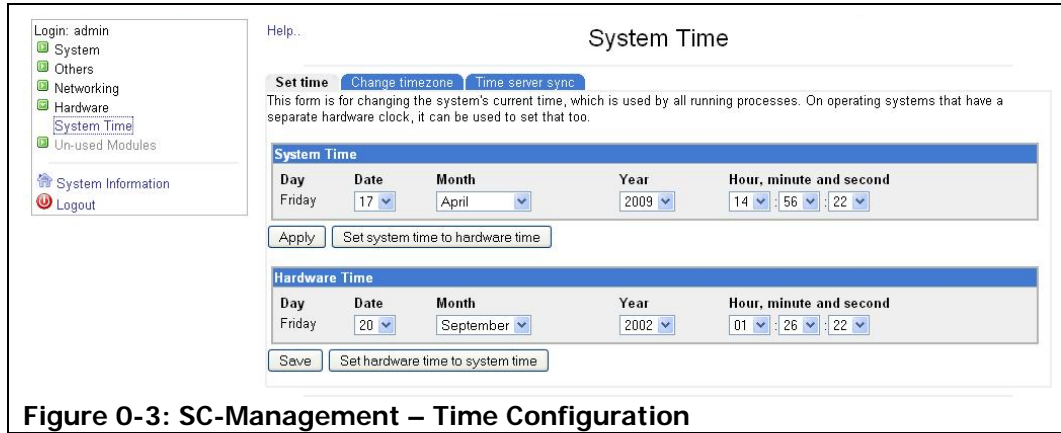 Login: admin
System
Others
Networking
Hardware
System Time
Un-used Modules
System Information
Logout
Help..
System Time
Set time Change timezone Time server sync
This form is for changing the system's current time, which is used by all running processes. On operating systems that have a
separate hardware clock, it can be used to set that too.
System Time
Day Date Month Year Hour, minute and second
Friday 17 April 2009 14 : 56 : 22
Apply Set system time to hardware time
Hardware Time
Day Date Month Year Hour, minute and second
Friday 20 September 2002 01 : 26 : 22
Save Set hardware time to system time
Figure 0-3: SC-Management – Time Configuration